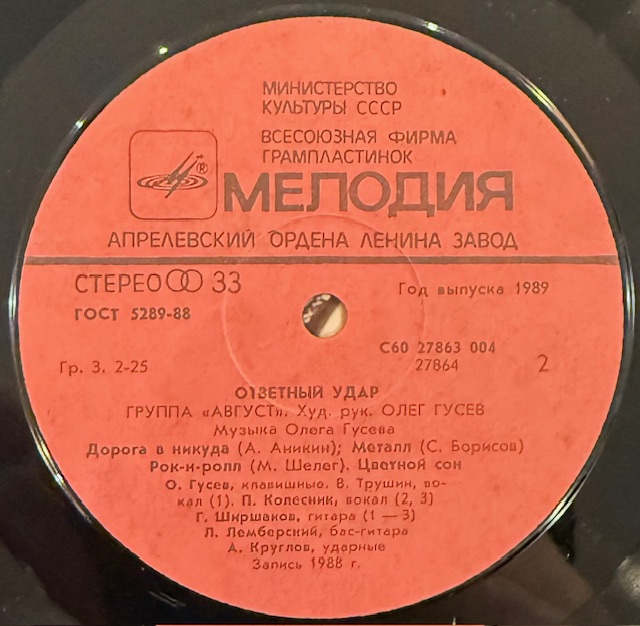 МИНИСТЕРСТВО
КУЛЬТУРЫ СССР
ВСЕСОЮЗНАЯ ФИРМА
ГРАМПЛАСТИНОК
®
МЕЛОДИЯ
АПРЕЛЕВСКИЙ ОРДЕНА ЛЕНИНА ЗАВОД
СТЕРЕО 33
Год выпуска 1989
ГОСТ 5289-88
С60 27863 004
Гр. 3. 2-25
27864
2
ОТВЕТНЫЙ УДАР
ГРУППА «АВГУСТ». Худ. рук. ОЛЕГ ГУСЕВ
Музыка Олега Гусева
Дорога в никуда (А. Аникин); Металл (С. Борисов)
Рок-н-ролл (М. Шелег). Цветной сон
О. Гусев, клавишные. В. Трушин, во-
кал (1). П. Колесник, вокал (2, 3)
Г. Ширшаков, гитара (1 — 3)
Л. Лемберский, бас-гитара
А. Круглов, ударные
Запись 1988 г.